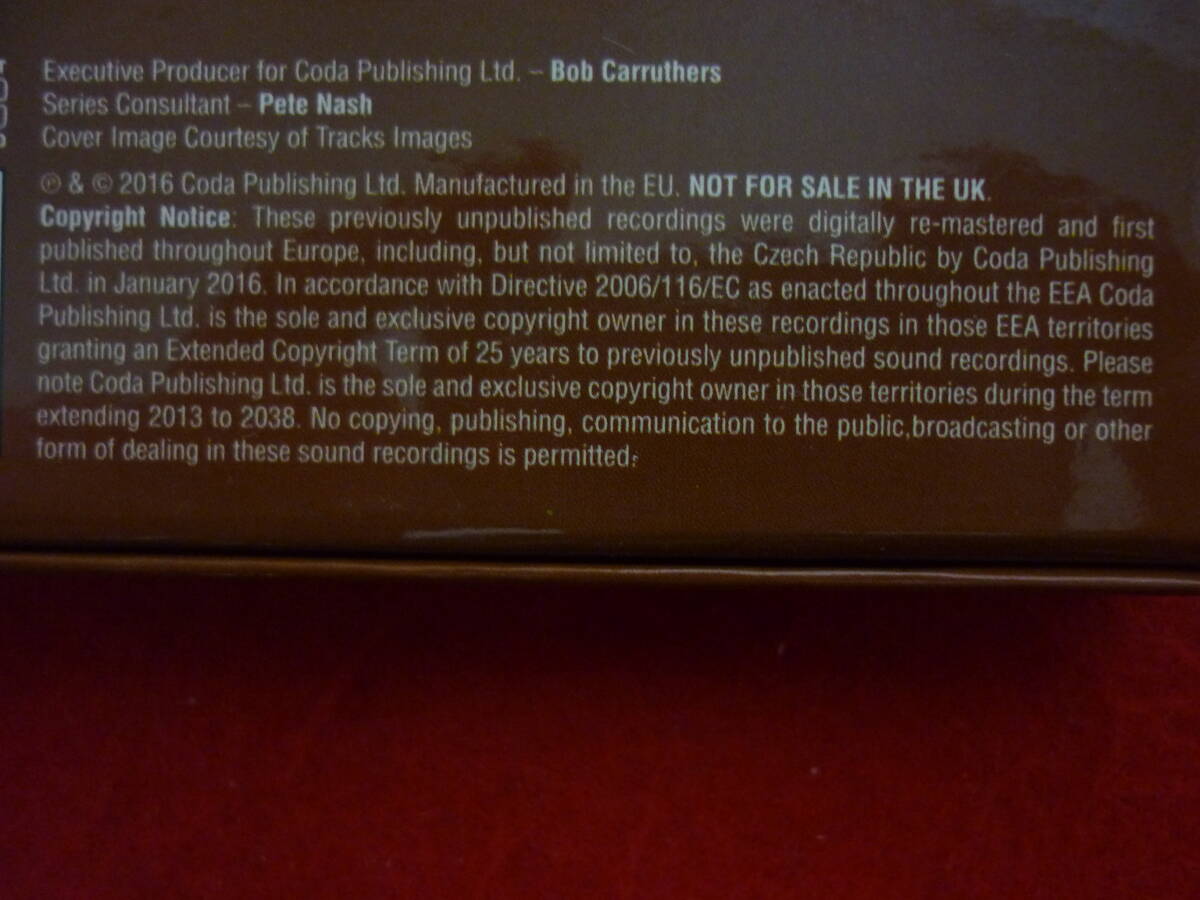 Executive Producer for Coda Publishing Ltd. – Bob Carruthers
Series Consultant – Pete Nash
Cover Image Courtesy of Tracks Images
℗ & © 2016 Coda Publishing Ltd. Manufactured in the EU. NOT FOR SALE IN THE UK.
Copyright Notice: These previously unpublished recordings were digitally re-mastered and first
published throughout Europe, including, but not limited to, the Czech Republic by Coda Publishing
Ltd. in January 2016. In accordance with Directive 2006/116/EC as enacted throughout the EEA Coda
Publishing Ltd. is the sole and exclusive copyright owner in these recordings in those EEA territories
granting an Extended Copyright Term of 25 years to previously unpublished sound recordings. Please
note Coda Publishing Ltd. is the sole and exclusive copyright owner in those territories during the term
extending 2013 to 2038. No copying, publishing, communication to the public,broadcasting or other
form of dealing in these sound recordings is permitted.